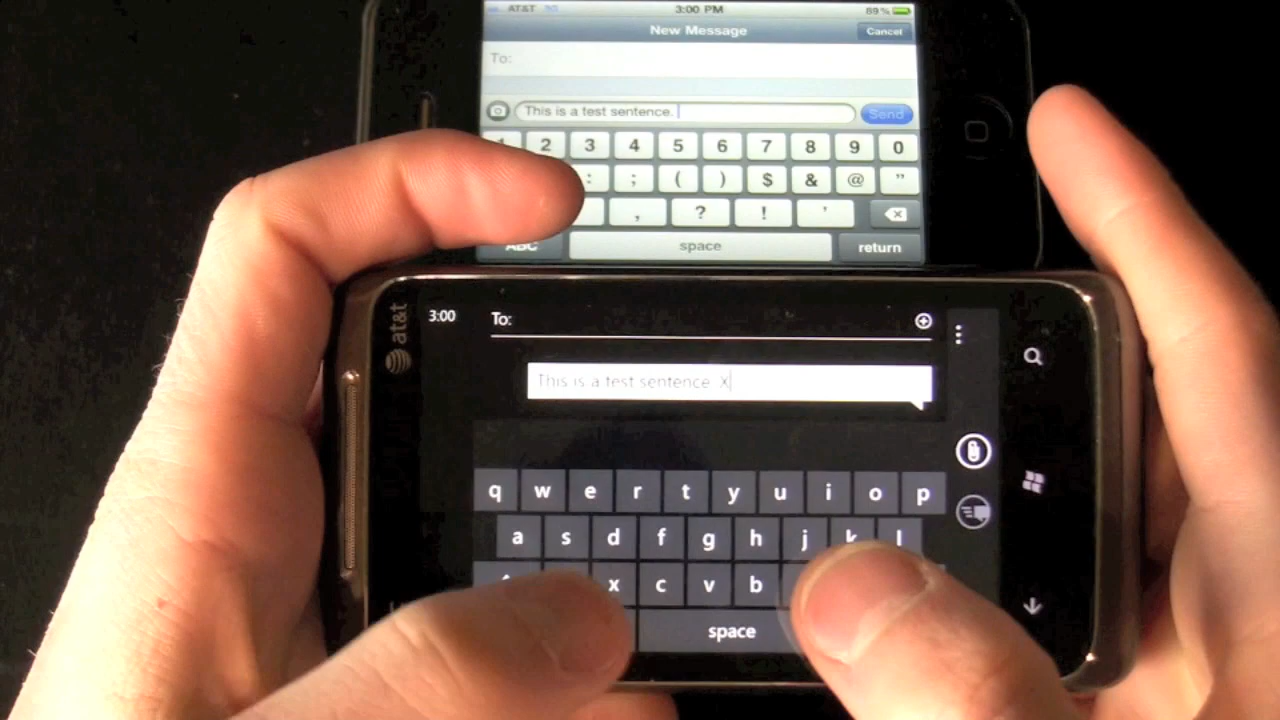 AT&T 3G 3:00 PM 89%
New Message Cancel
To:
This is a test sentence. Send
1 2 3 4 5 6 7 8 9 0
: ; ( ) $ & @ "
, ? ! '
ABC space return
at&t
3:00 To:
This is a test sentence X
q w e r t y u i o p
a s d f g h j k l
x c v b
space